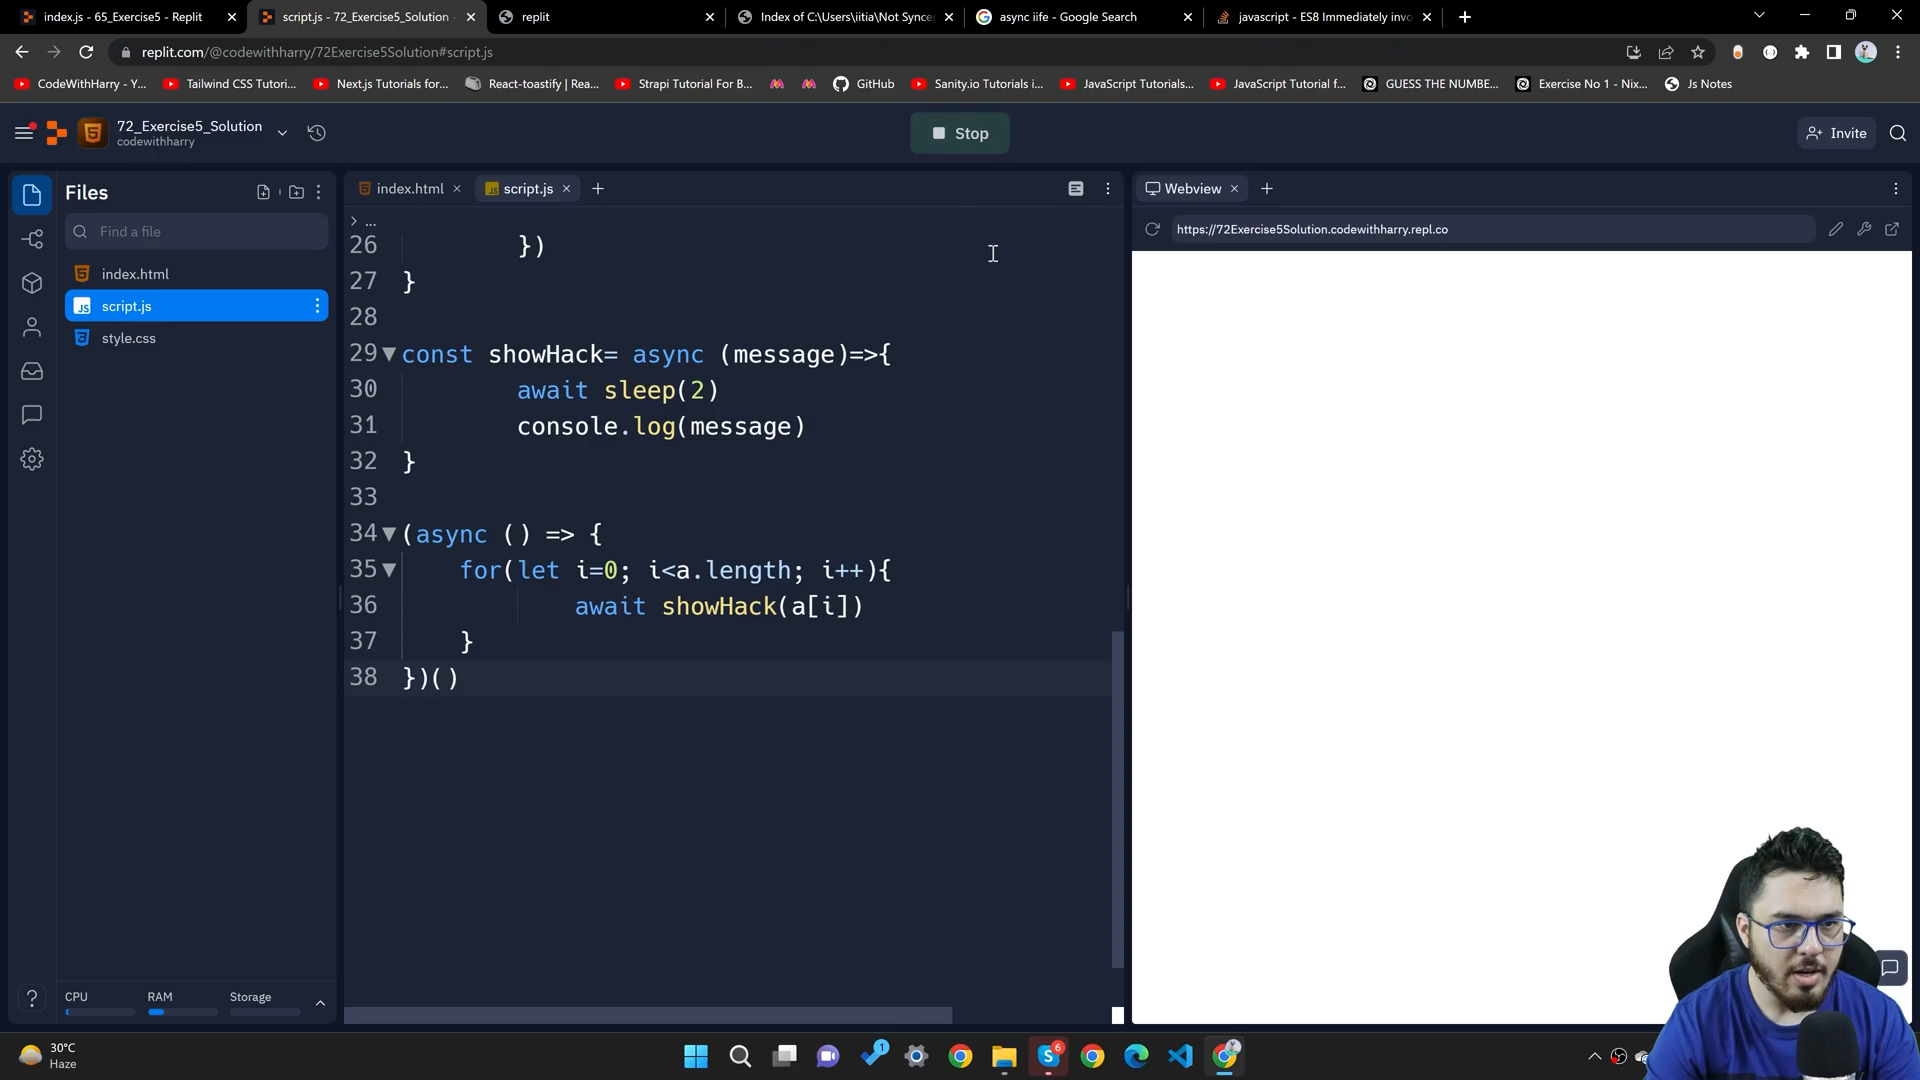 index.js - 65_Exercise5 - Replit
script.js - 72_Exercise5_Solution -
replit
Index of C:\Users\iitia\Not Synced
async iife - Google Search
javascript - ES8 Immediately invo
replit.com/@codewithharry/72Exercise5Solution#script.js
CodeWithHarry - Y...
Tailwind CSS Tutori...
Next.js Tutorials for...
React-toastify | Rea...
Strapi Tutorial For B...
GitHub
Sanity.io Tutorials i...
JavaScript Tutorials...
JavaScript Tutorial f...
GUESS THE NUMBE...
Exercise No 1 - Nix...
Js Notes
72_Exercise5_Solution
codewithharry
Stop
Invite
Files
Find a file
index.html
script.js
style.css
index.html
script.js
...
26 })
27 }
28
29 const showHack= async (message)=>{
30 await sleep(2)
31 console.log(message)
32 }
33
34 (async () => {
35 for(let i=0; i<a.length; i++){
36 await showHack(a[i])
37 }
38 })()
Webview
https://72Exercise5Solution.codewithharry.repl.co
CPU
RAM
Storage
30°C
Haze
1
6